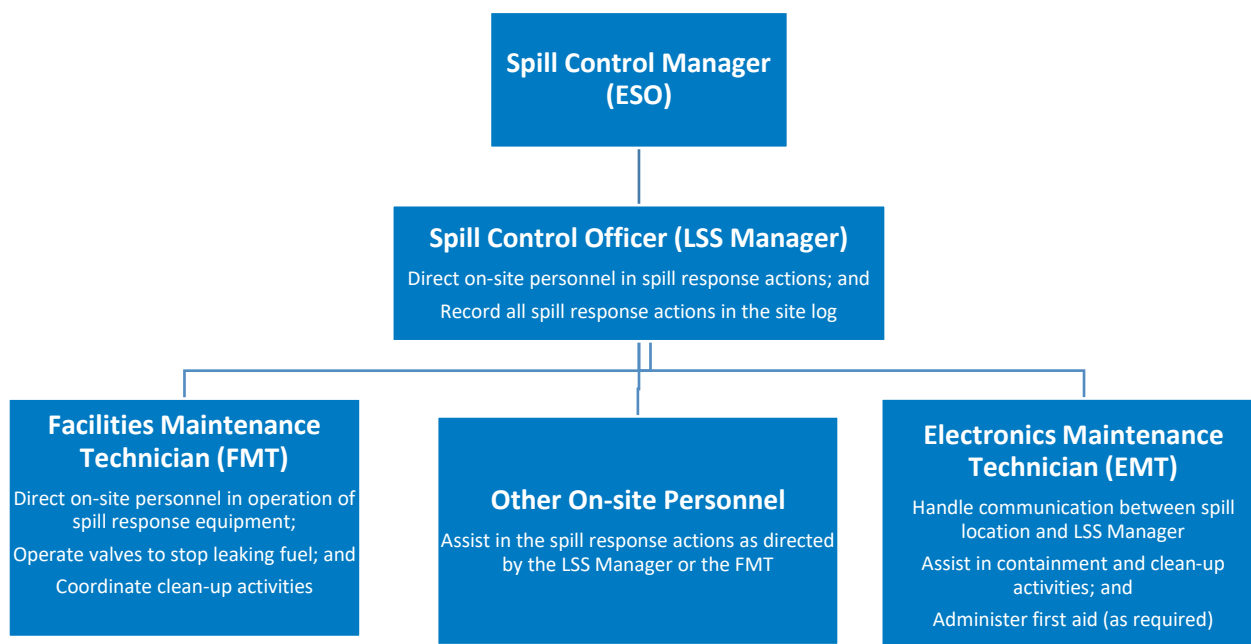 Spill Control Manager
(ESO)
Spill Control Officer (LSS Manager)
Direct on-site personnel in spill response actions; and
Record all spill response actions in the site log
Facilities Maintenance
Technician (FMT)
Direct on-site personnel in operation of
spill response equipment;
Operate valves to stop leaking fuel; and
Coordinate clean-up activities
Other On-site Personnel
Assist in the spill response actions as directed
by the LSS Manager or the FMT
Electronics Maintenance
Technician (EMT)
Handle communication between spill
location and LSS Manager
Assist in containment and clean-up
activities; and
Administer first aid (as required)